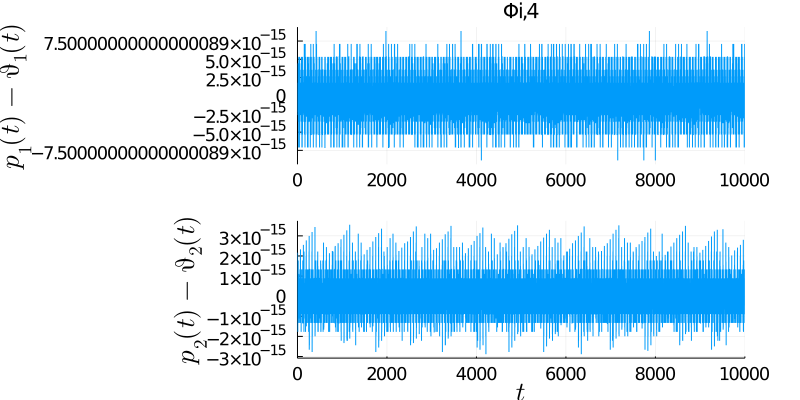 Φi,4
p₁(t) − ϑ₁(t)
7.500000000000000089×10⁻¹⁵
5.0×10⁻¹⁵
2.5×10⁻¹⁵
0
−2.5×10⁻¹⁵
−5.0×10⁻¹⁵
−7.500000000000000089×10⁻¹⁵
0 2000 4000 6000 8000 10000
p₂(t) − ϑ₂(t)
3×10⁻¹⁵
2×10⁻¹⁵
1×10⁻¹⁵
0
−1×10⁻¹⁵
−2×10⁻¹⁵
−3×10⁻¹⁵
0 2000 4000 6000 8000 10000
t